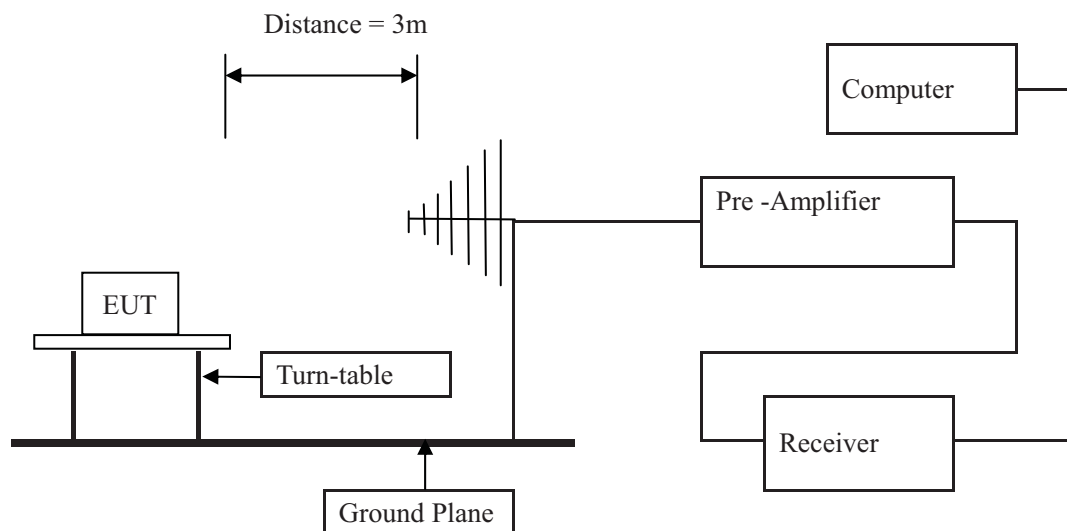 Distance = 3m
Computer
Pre -Amplifier
EUT
Turn-table
Receiver
Ground Plane